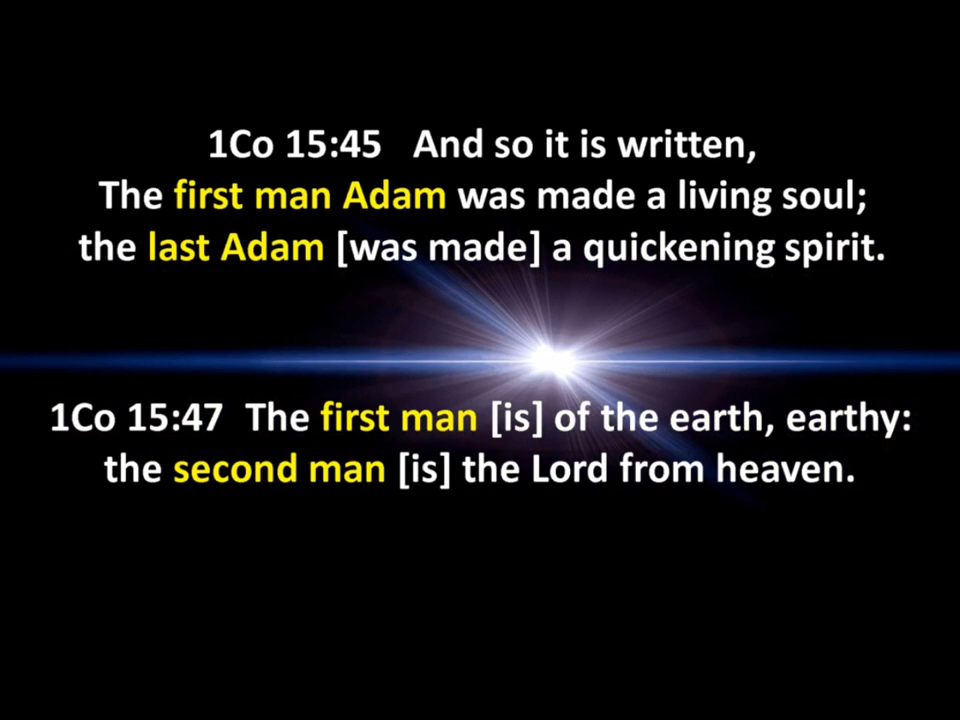 1Co 15:45 And so it is written,
The first man Adam was made a living soul;
the last Adam [was made] a quickening spirit.
1Co 15:47 The first man [is] of the earth, earthy:
the second man [is] the Lord from heaven.